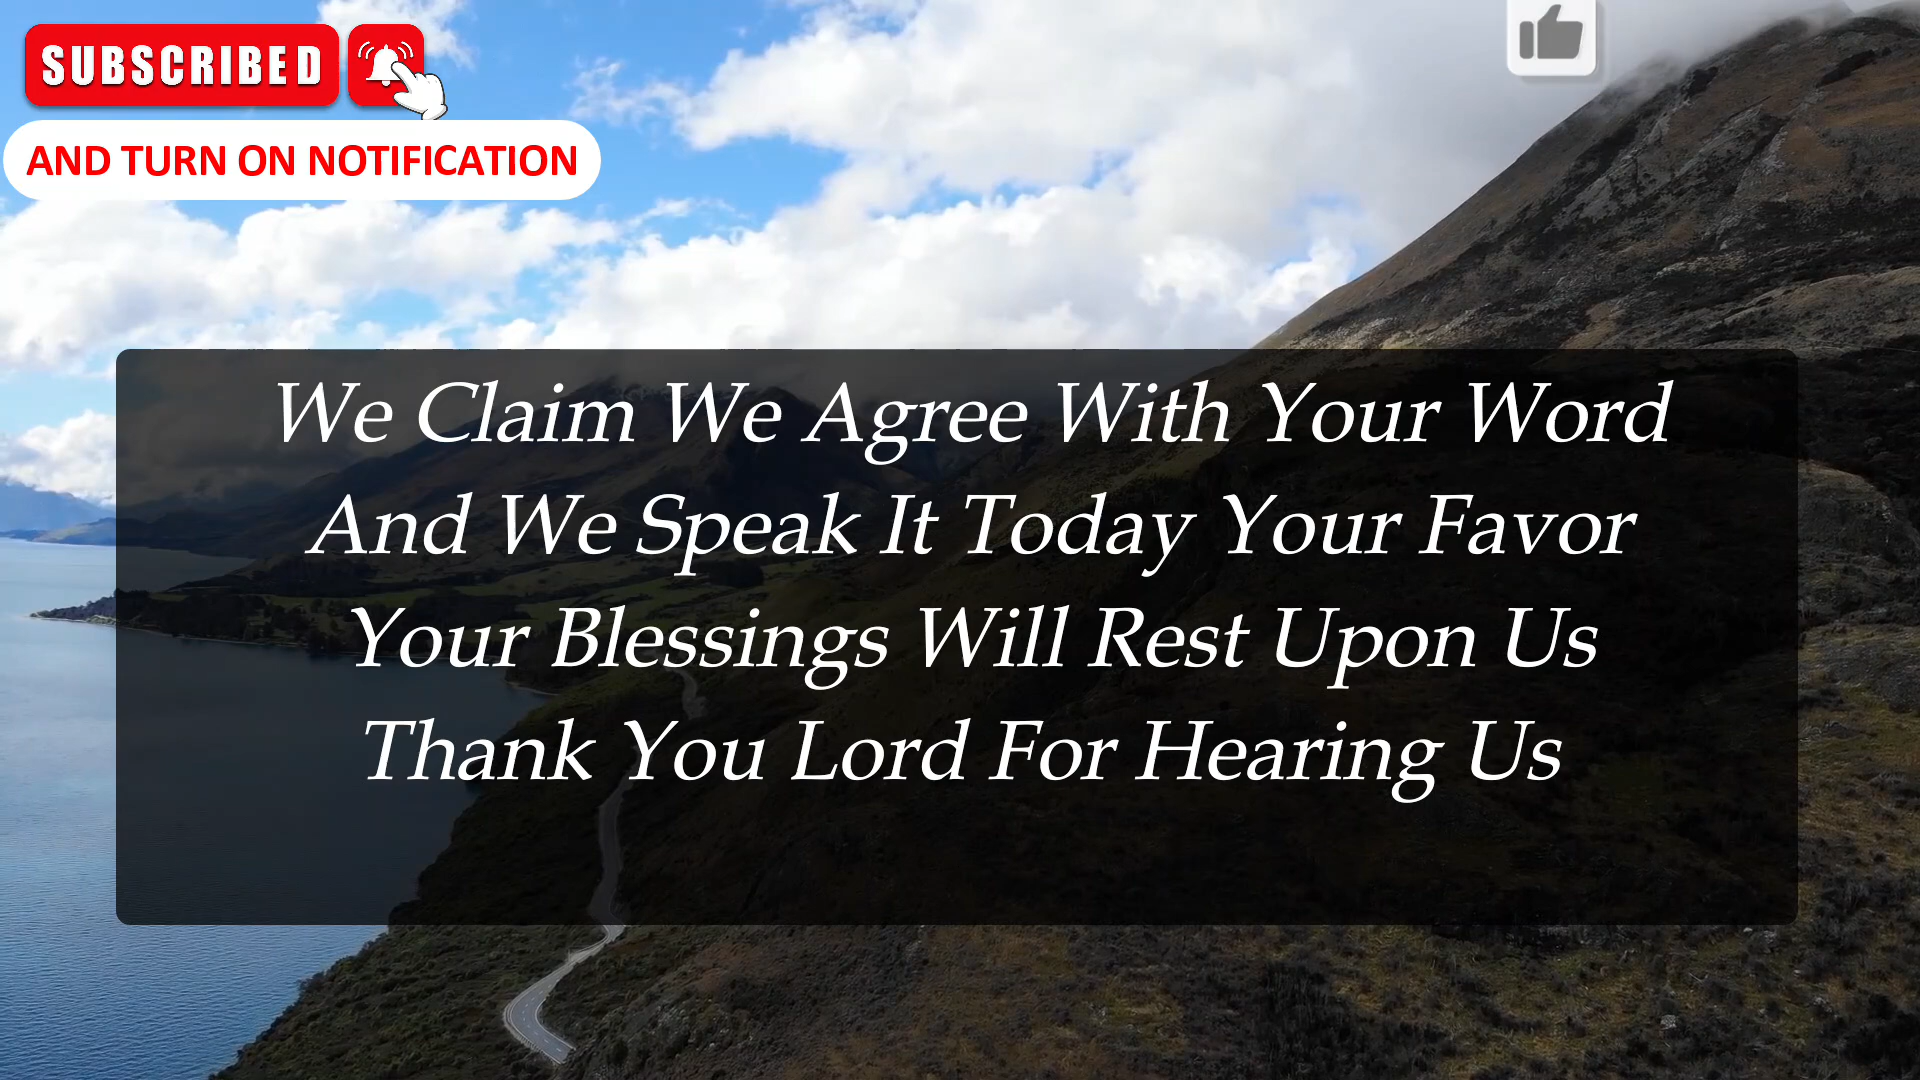 SUBSCRIBED
AND TURN ON NOTIFICATION
We Claim We Agree With Your Word
And We Speak It Today Your Favor
Your Blessings Will Rest Upon Us
Thank You Lord For Hearing Us